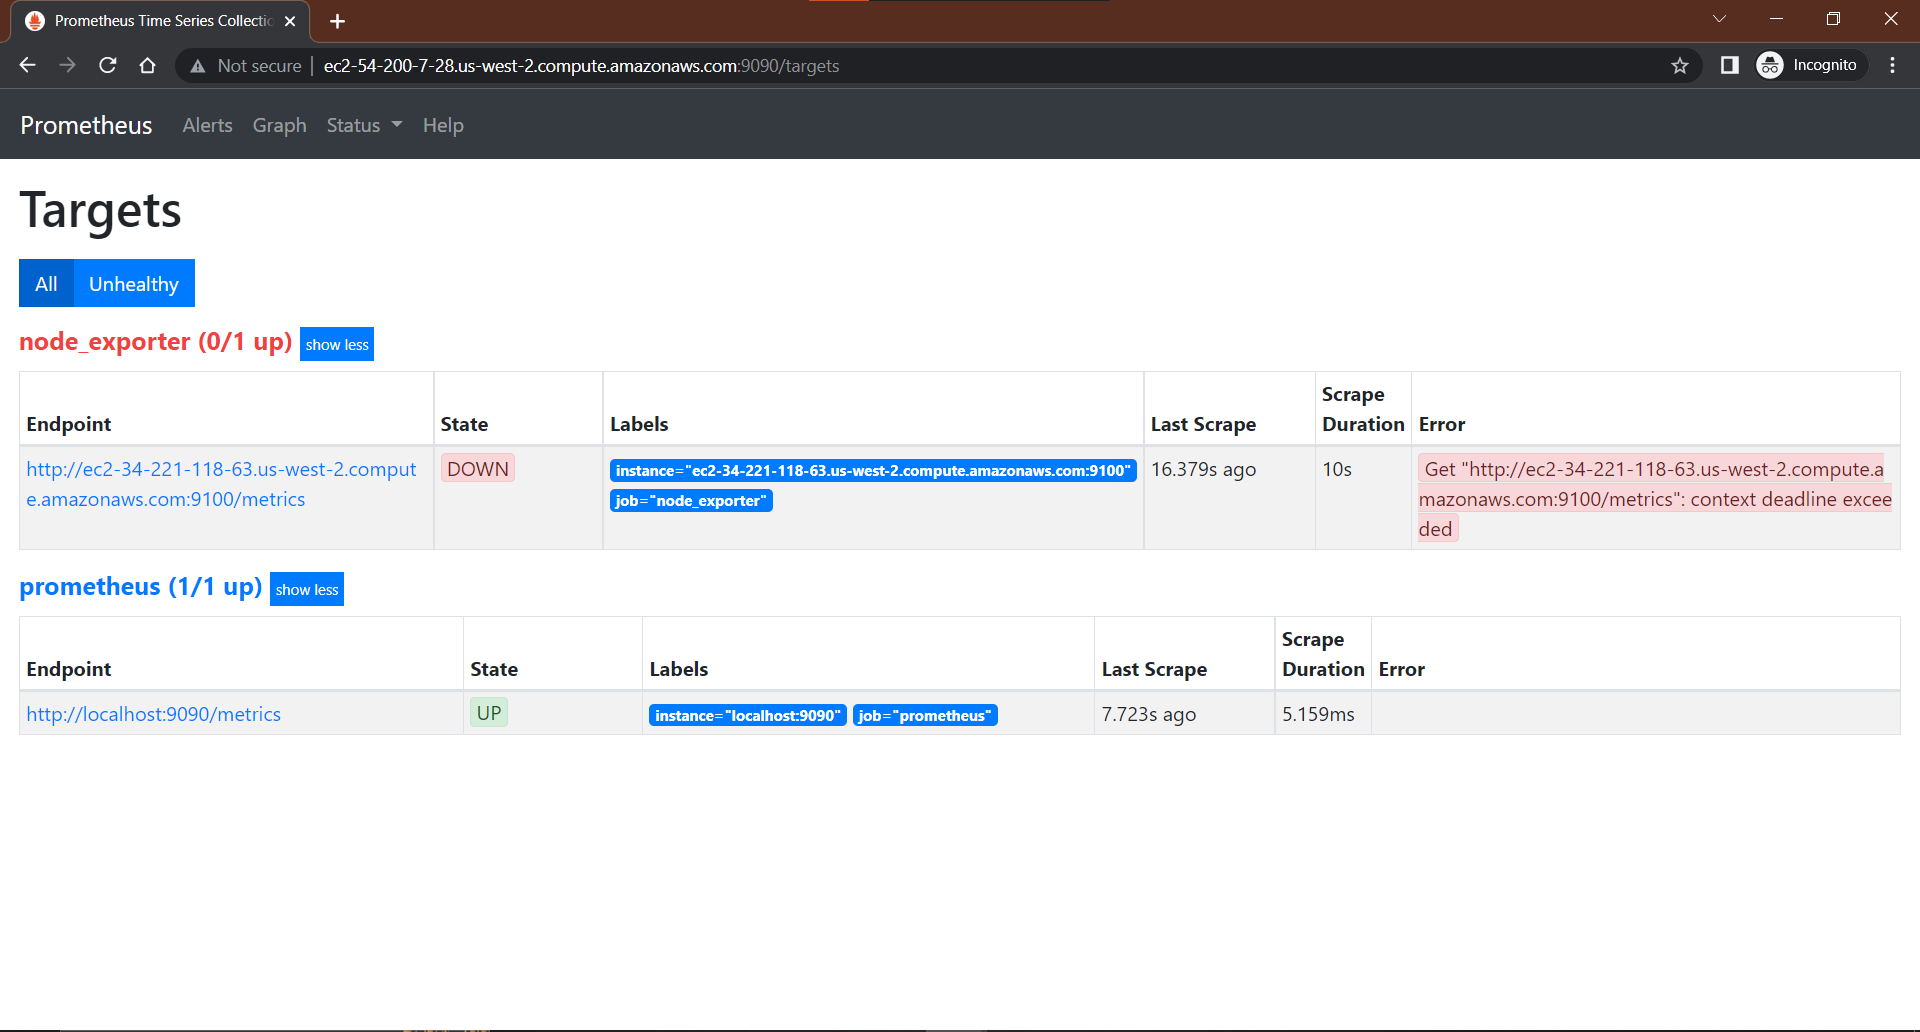 Prometheus Time Series Collectio
Not secure | ec2-54-200-7-28.us-west-2.compute.amazonaws.com:9090/targets
Incognito
Prometheus Alerts Graph Status Help
Targets
All Unhealthy
node_exporter (0/1 up) show less
Endpoint State Labels Last Scrape Scrape Duration Error
http://ec2-34-221-118-63.us-west-2.comput
e.amazonaws.com:9100/metrics
DOWN
instance="ec2-34-221-118-63.us-west-2.compute.amazonaws.com:9100"
job="node_exporter"
16.379s ago
10s
Get "http://ec2-34-221-118-63.us-west-2.compute.a
mazonaws.com:9100/metrics": context deadline excee
ded
prometheus (1/1 up) show less
Endpoint State Labels Last Scrape Scrape Duration Error
http://localhost:9090/metrics UP instance="localhost:9090" job="prometheus" 7.723s ago 5.159ms